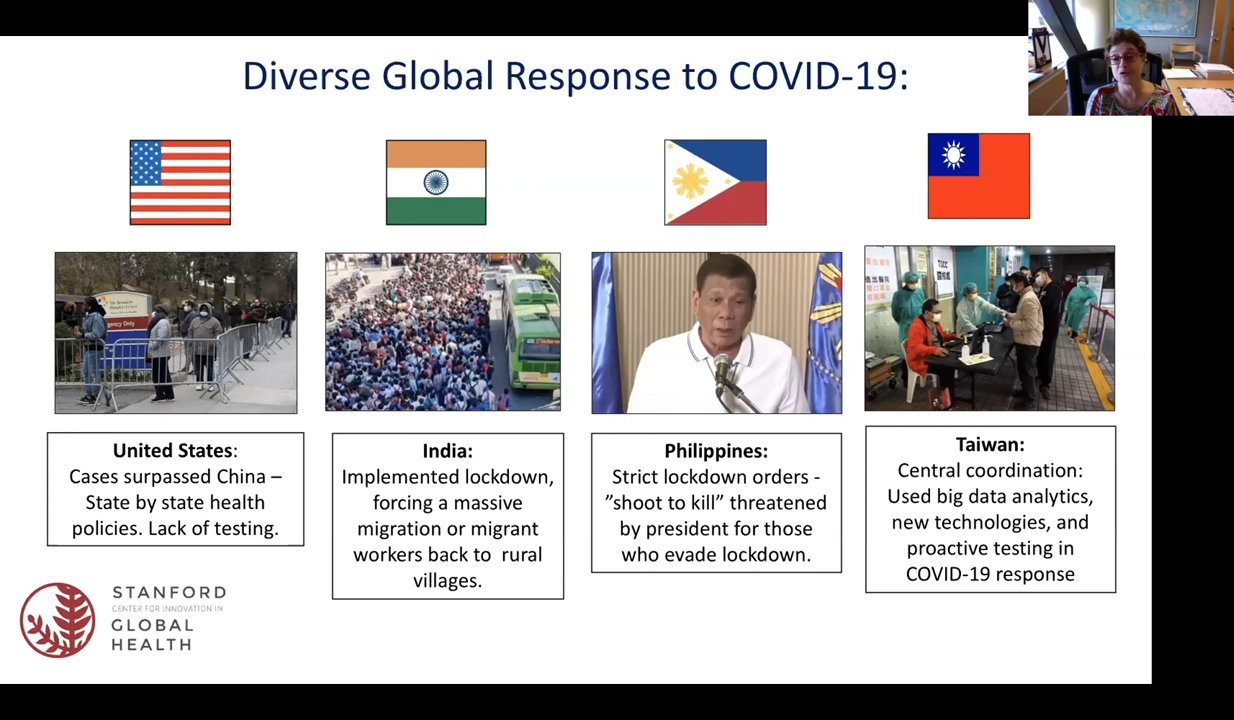 Diverse Global Response to COVID-19:
United States:
Cases surpassed China –
State by state health
policies. Lack of testing.
India:
Implemented lockdown,
forcing a massive
migration or migrant
workers back to rural
villages.
Philippines:
Strict lockdown orders -
”shoot to kill” threatened
by president for those
who evade lockdown.
Taiwan:
Central coordination:
Used big data analytics,
new technologies, and
proactive testing in
COVID-19 response
STANFORD
CENTER FOR INNOVATION IN
GLOBAL
HEALTH